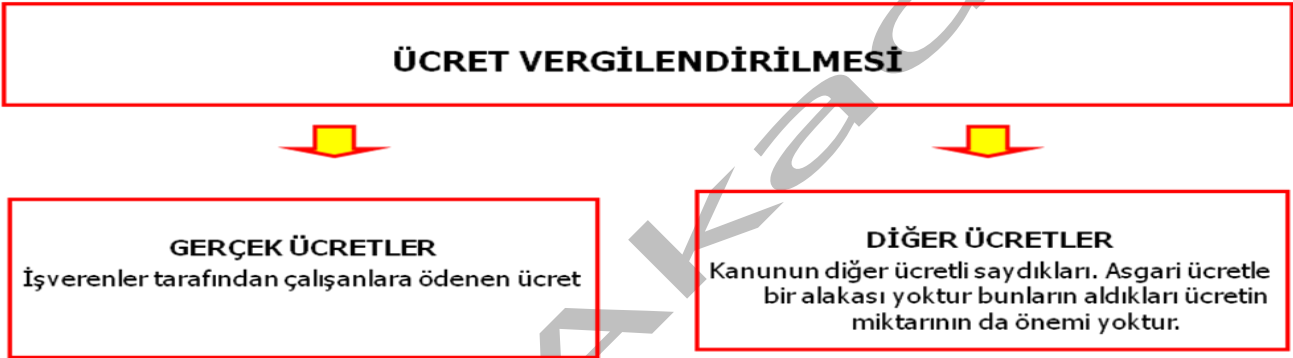 ÜCRET VERGİLENDİRİLMESİ
GERÇEK ÜCRETLER
İşverenler tarafından çalışanlara ödenen ücret
DİĞER ÜCRETLER
Kanunun diğer ücretli saydıkları. Asgari ücretle
bir alakası yoktur bunların aldıkları ücretin
miktarının da önemi yoktur.